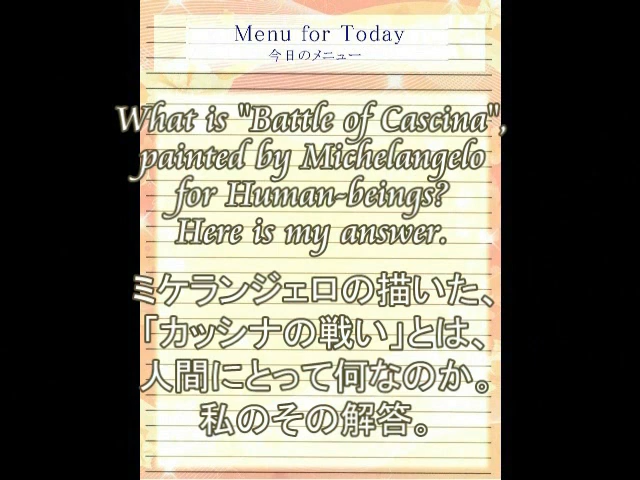 Menu for Today
今日のメニュー
What is "Battle of Cascina",
painted by Michelangelo
for Human-beings?
Here is my answer.
ミケランジェロの描いた、
「カッシナの戦い」とは、
人間にとって何なのか。
私のその解答。